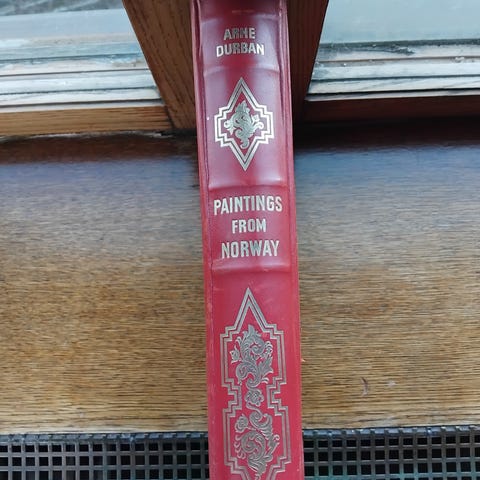 ARNE
DURBAN
PAINTINGS
FROM
NORWAY